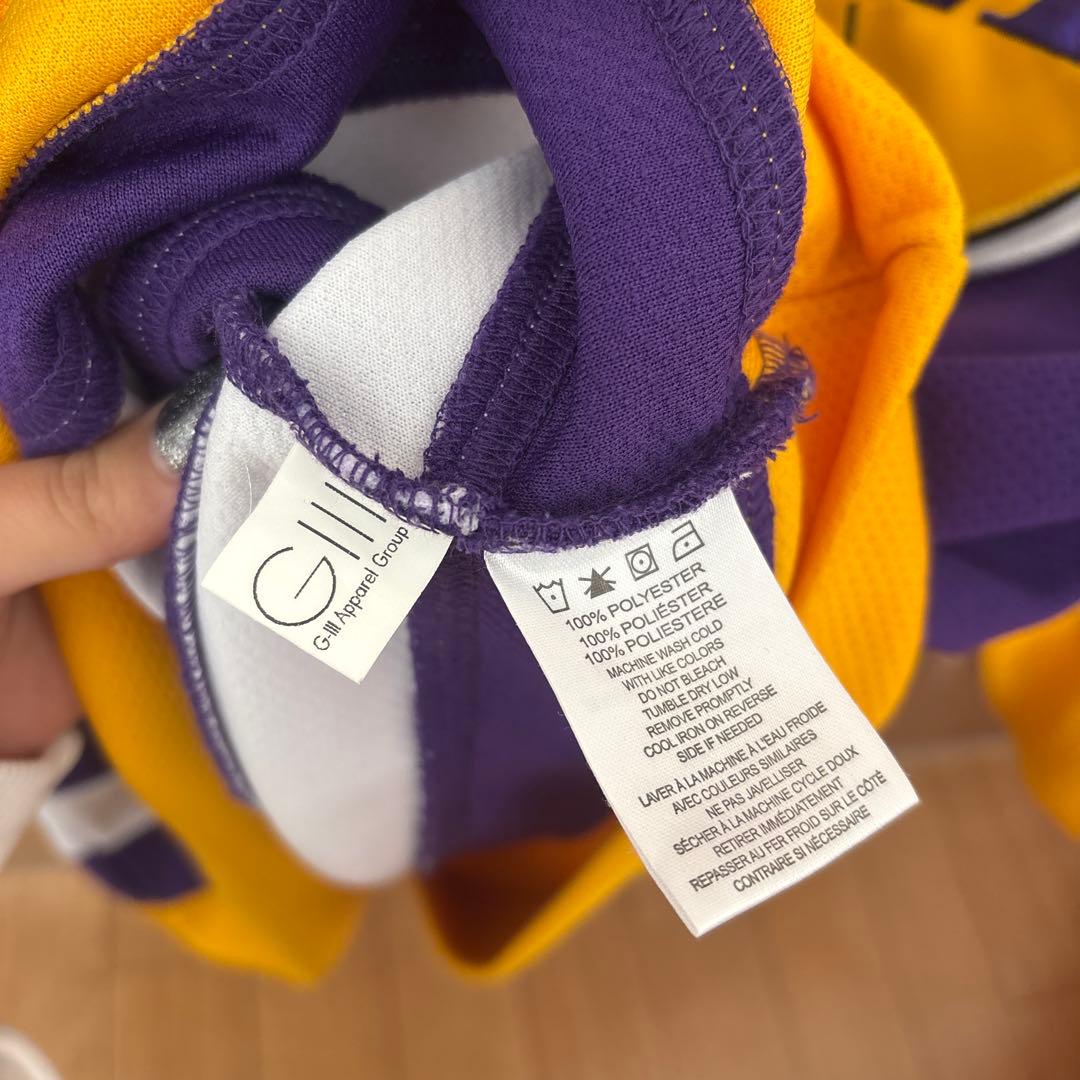 GIII
G-III Apparel Group
100% POLYESTER
100% POLIÉSTER
100% POLIESTERE
MACHINE WASH COLD
WITH LIKE COLORS
DO NOT BLEACH
TUMBLE DRY LOW
REMOVE PROMPTLY
COOL IRON ON REVERSE
SIDE IF NEEDED
LAVER À LA MACHINE À L'EAU FROIDE
AVEC COULEURS SIMILAIRES
NE PAS JAVELLISER
SÉCHER À LA MACHINE CYCLE DOUX
RETIRER IMMÉDIATEMENT
REPASSER AU FER FROID SUR LE CÔTÉ
CONTRAIRE SI NÉCESSAIRE